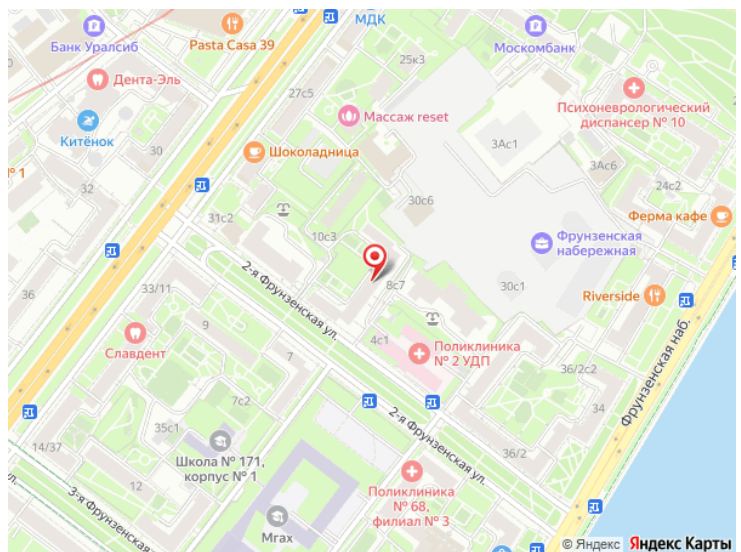 МДК
Банк Уралсиб
Pasta Casa 39
Москомбанк
25к3
Дента-Эль
27с5
Психоневрологический
диспансер № 10
Массаж reset
Китёнок
3Ас1
30
Шоколадница
№ 1
3Ас6
32
24с2
30с6
31с2
Ферма кафе
10с3
Фрунзенская
набережная
2-я Фрунзенская ул.
8с7
30с1
36
33/11
Riverside
9
4с1
Славдент
Поликлиника
№ 2 УДП
Фрунзенская наб.
7
36/2с2
7с2
34
35с1
2-я Фрунзенская ул.
14/37
36/2
Школа № 171,
корпус № 1
12
3-я Фрунзенская
Поликлиника
№ 68,
филиал № 3
Мгах
© Яндекс Яндекс Карты